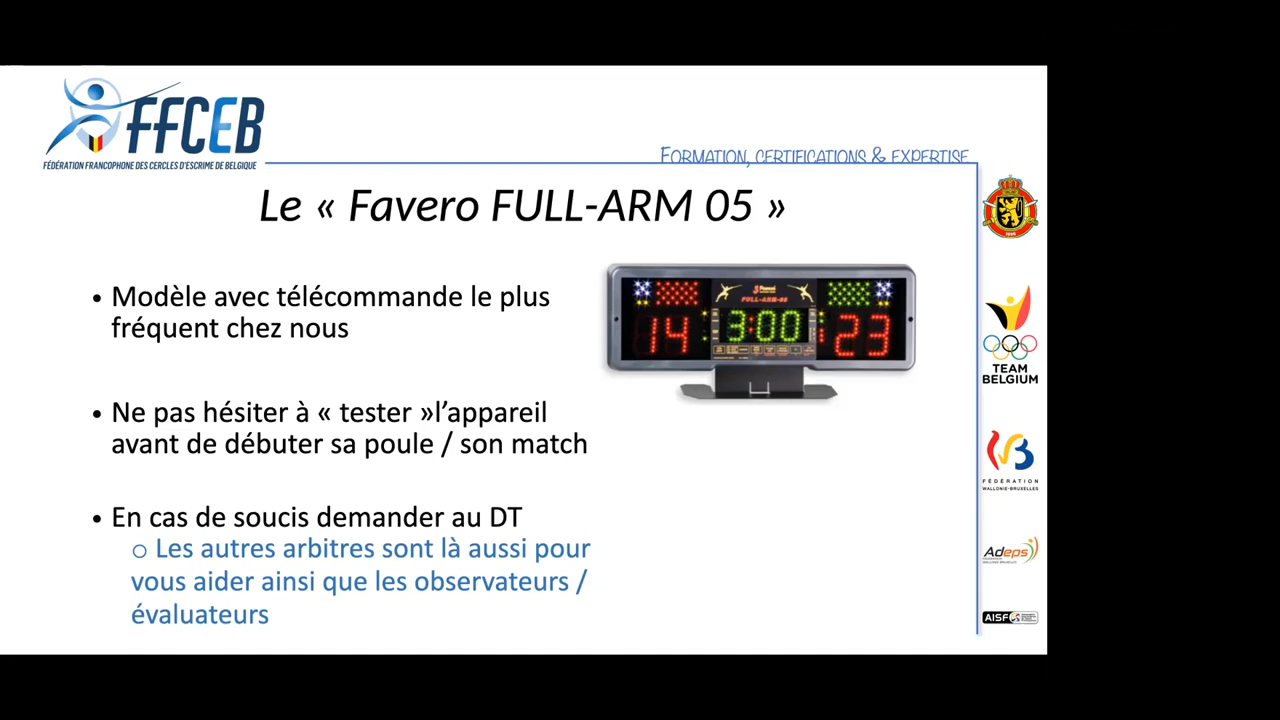 FFCEB
FÉDÉRATION FRANCOPHONE DES CERCLES D'ESCRIME DE BELGIQUE
FORMATION, CERTIFICATIONS & EXPERTISE
Le « Favero FULL-ARM 05 »
• Modèle avec télécommande le plus
fréquent chez nous
FULL-ARM-05
14 3:00 23
• Ne pas hésiter à « tester »l’appareil
avant de débuter sa poule / son match
• En cas de soucis demander au DT
o Les autres arbitres sont là aussi pour
vous aider ainsi que les observateurs /
évaluateurs
TEAM
BELGIUM
FÉDÉRATION
WALLONIE-BRUXELLES
Adeps
AISF